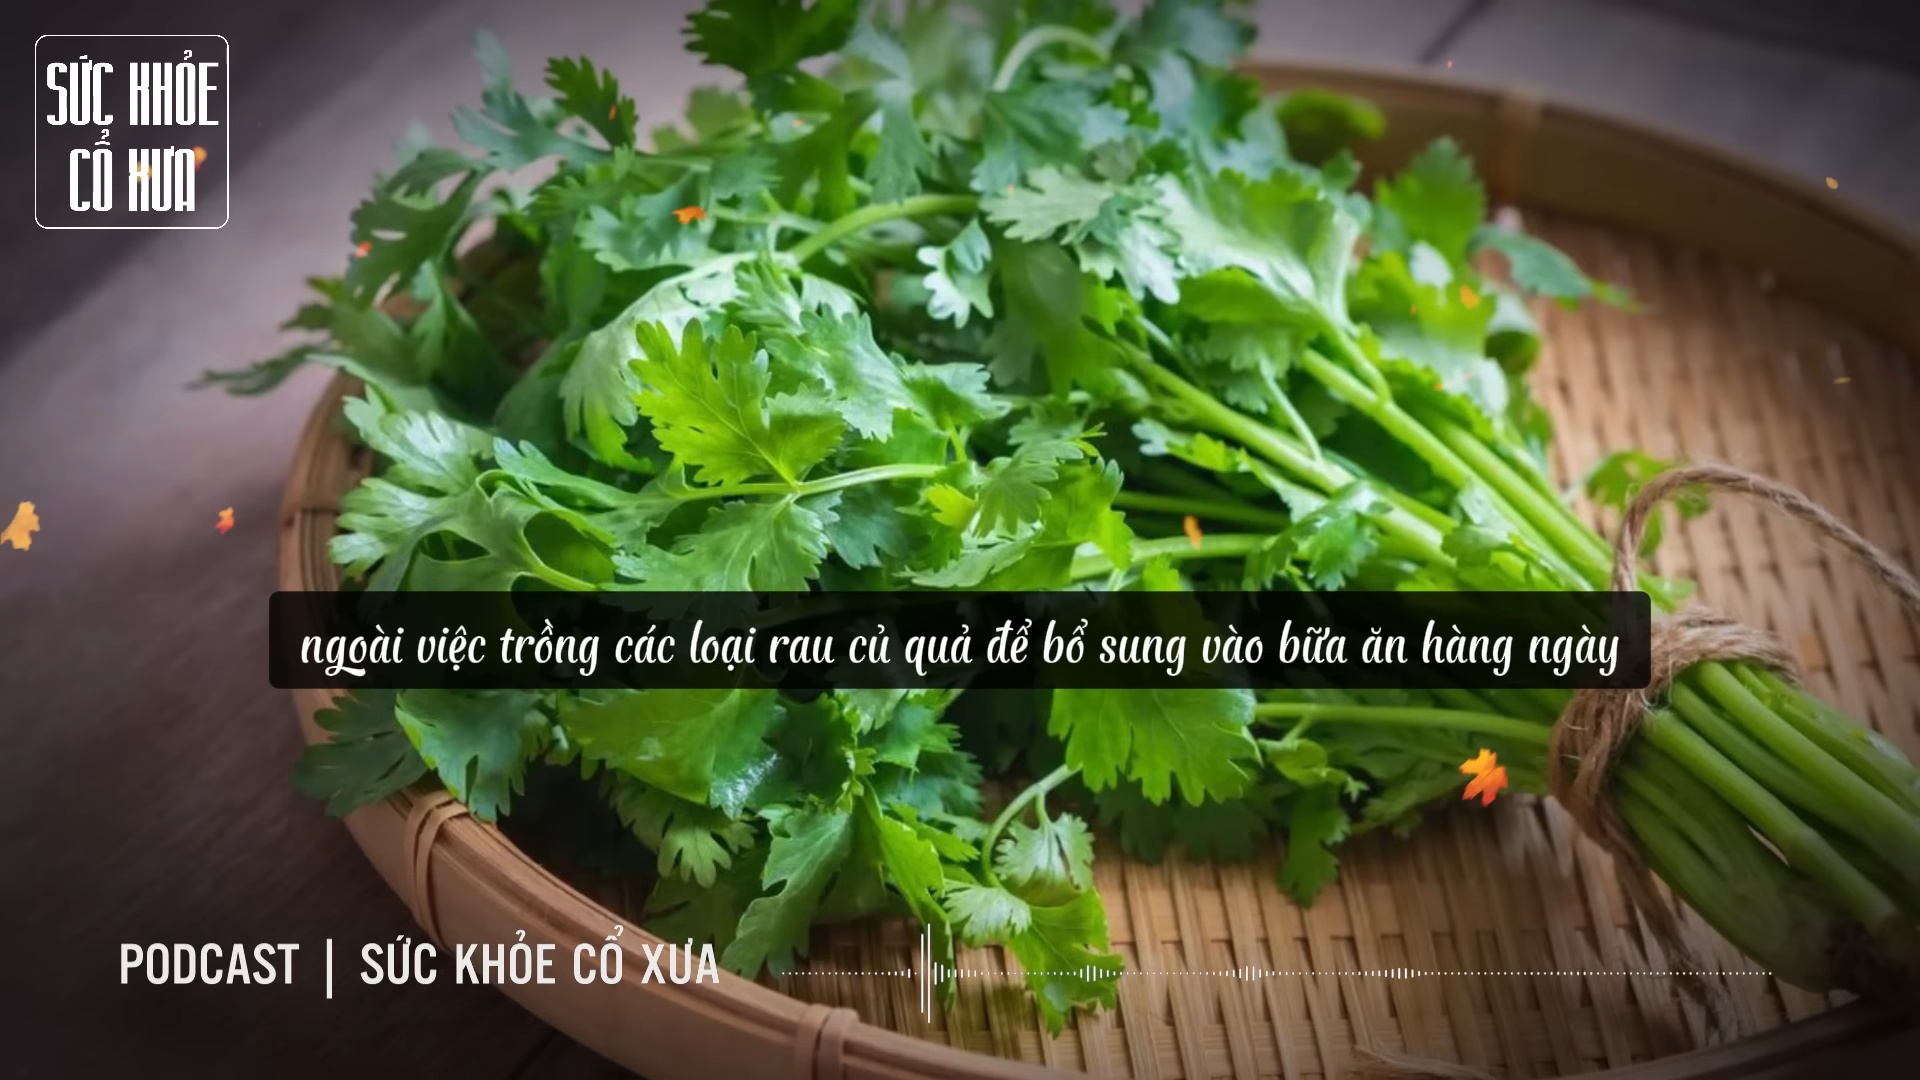 SỨC KHỎE
CỔ XƯA
ngoài việc trồng các loại rau củ quả để bổ sung vào bữa ăn hàng ngày
PODCAST | SỨC KHỎE CỔ XƯA